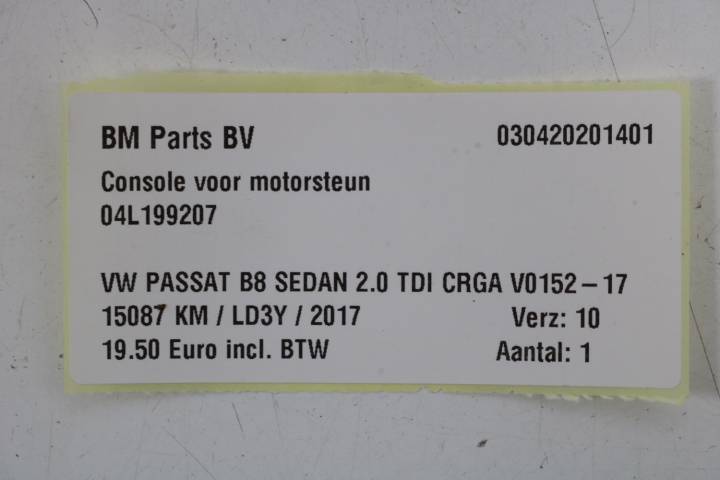 BM Parts BV 030420201401
Console voor motorsteun
04L199207
VW PASSAT B8 SEDAN 2.0 TDI CRGA V0152-17
15087 KM / LD3Y / 2017 Verz: 10
19.50 Euro incl. BTW Aantal: 1